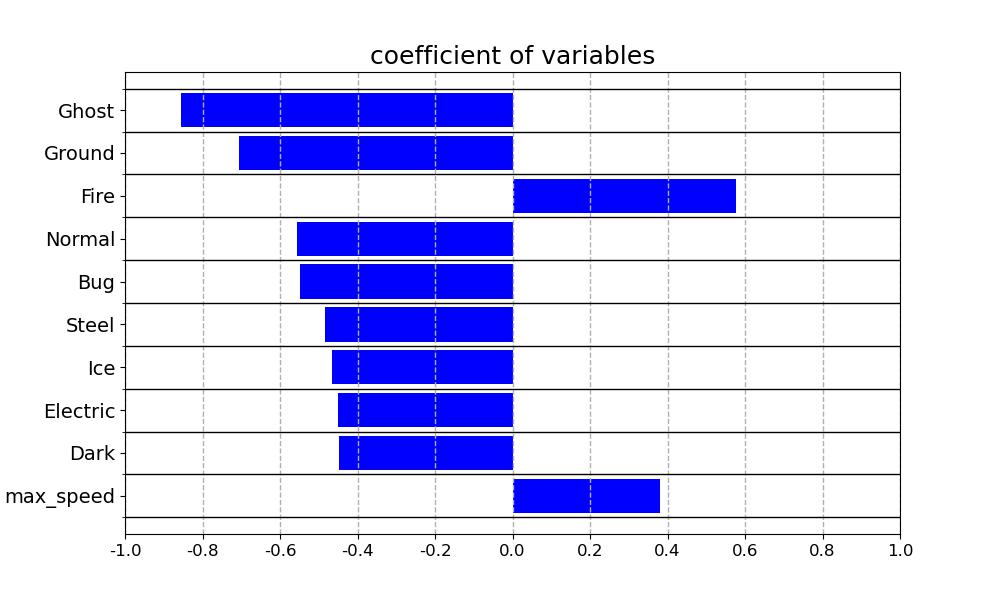 coefficient of variables
Ghost
Ground
Fire
Normal
Bug
Steel
Ice
Electric
Dark
max_speed
-1.0 -0.8 -0.6 -0.4 -0.2 0.0 0.2 0.4 0.6 0.8 1.0